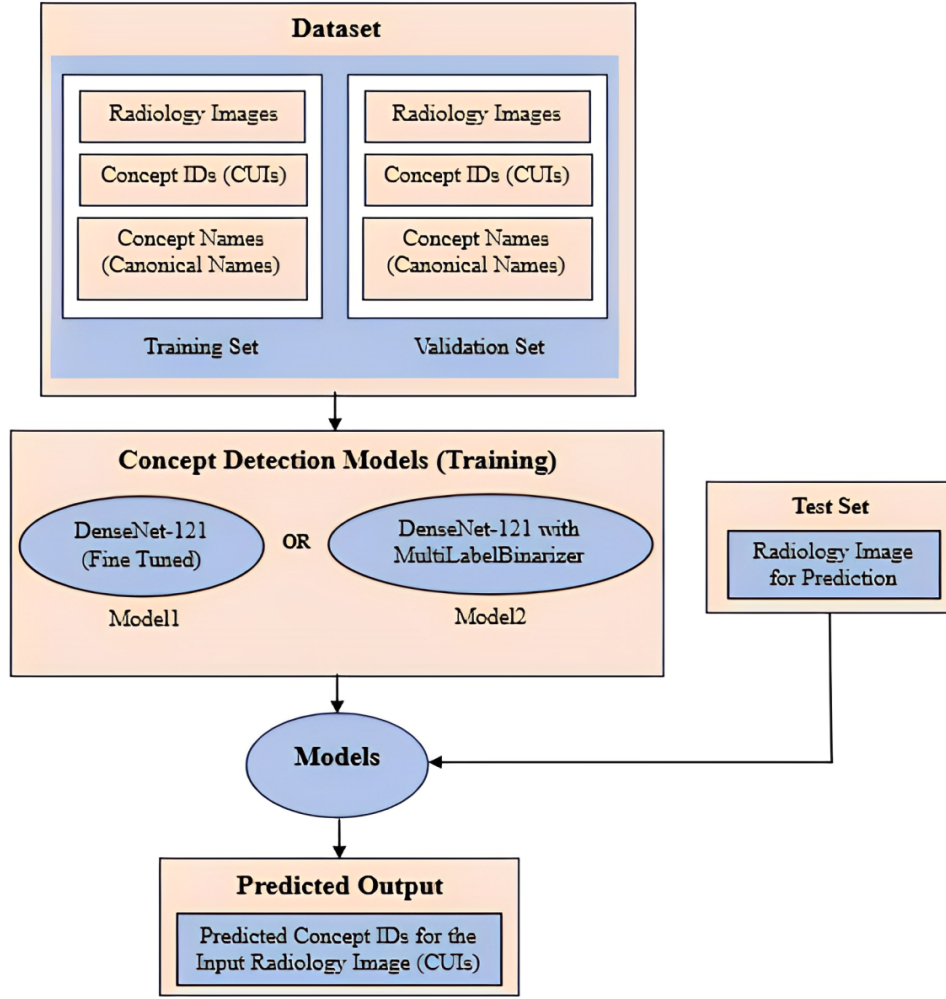 Dataset
Radiology Images
Concept IDs (CUIs)
Concept Names
(Canonical Names)
Training Set
Radiology Images
Concept IDs (CUIs)
Concept Names
(Canonical Names)
Validation Set
Concept Detection Models (Training)
DenseNet-121
(Fine Tuned)
Model1
OR
DenseNet-121 with
MultiLabelBinarizer
Model2
Test Set
Radiology Image
for Prediction
Models
Predicted Output
Predicted Concept IDs for the
Input Radiology Image (CUIs)